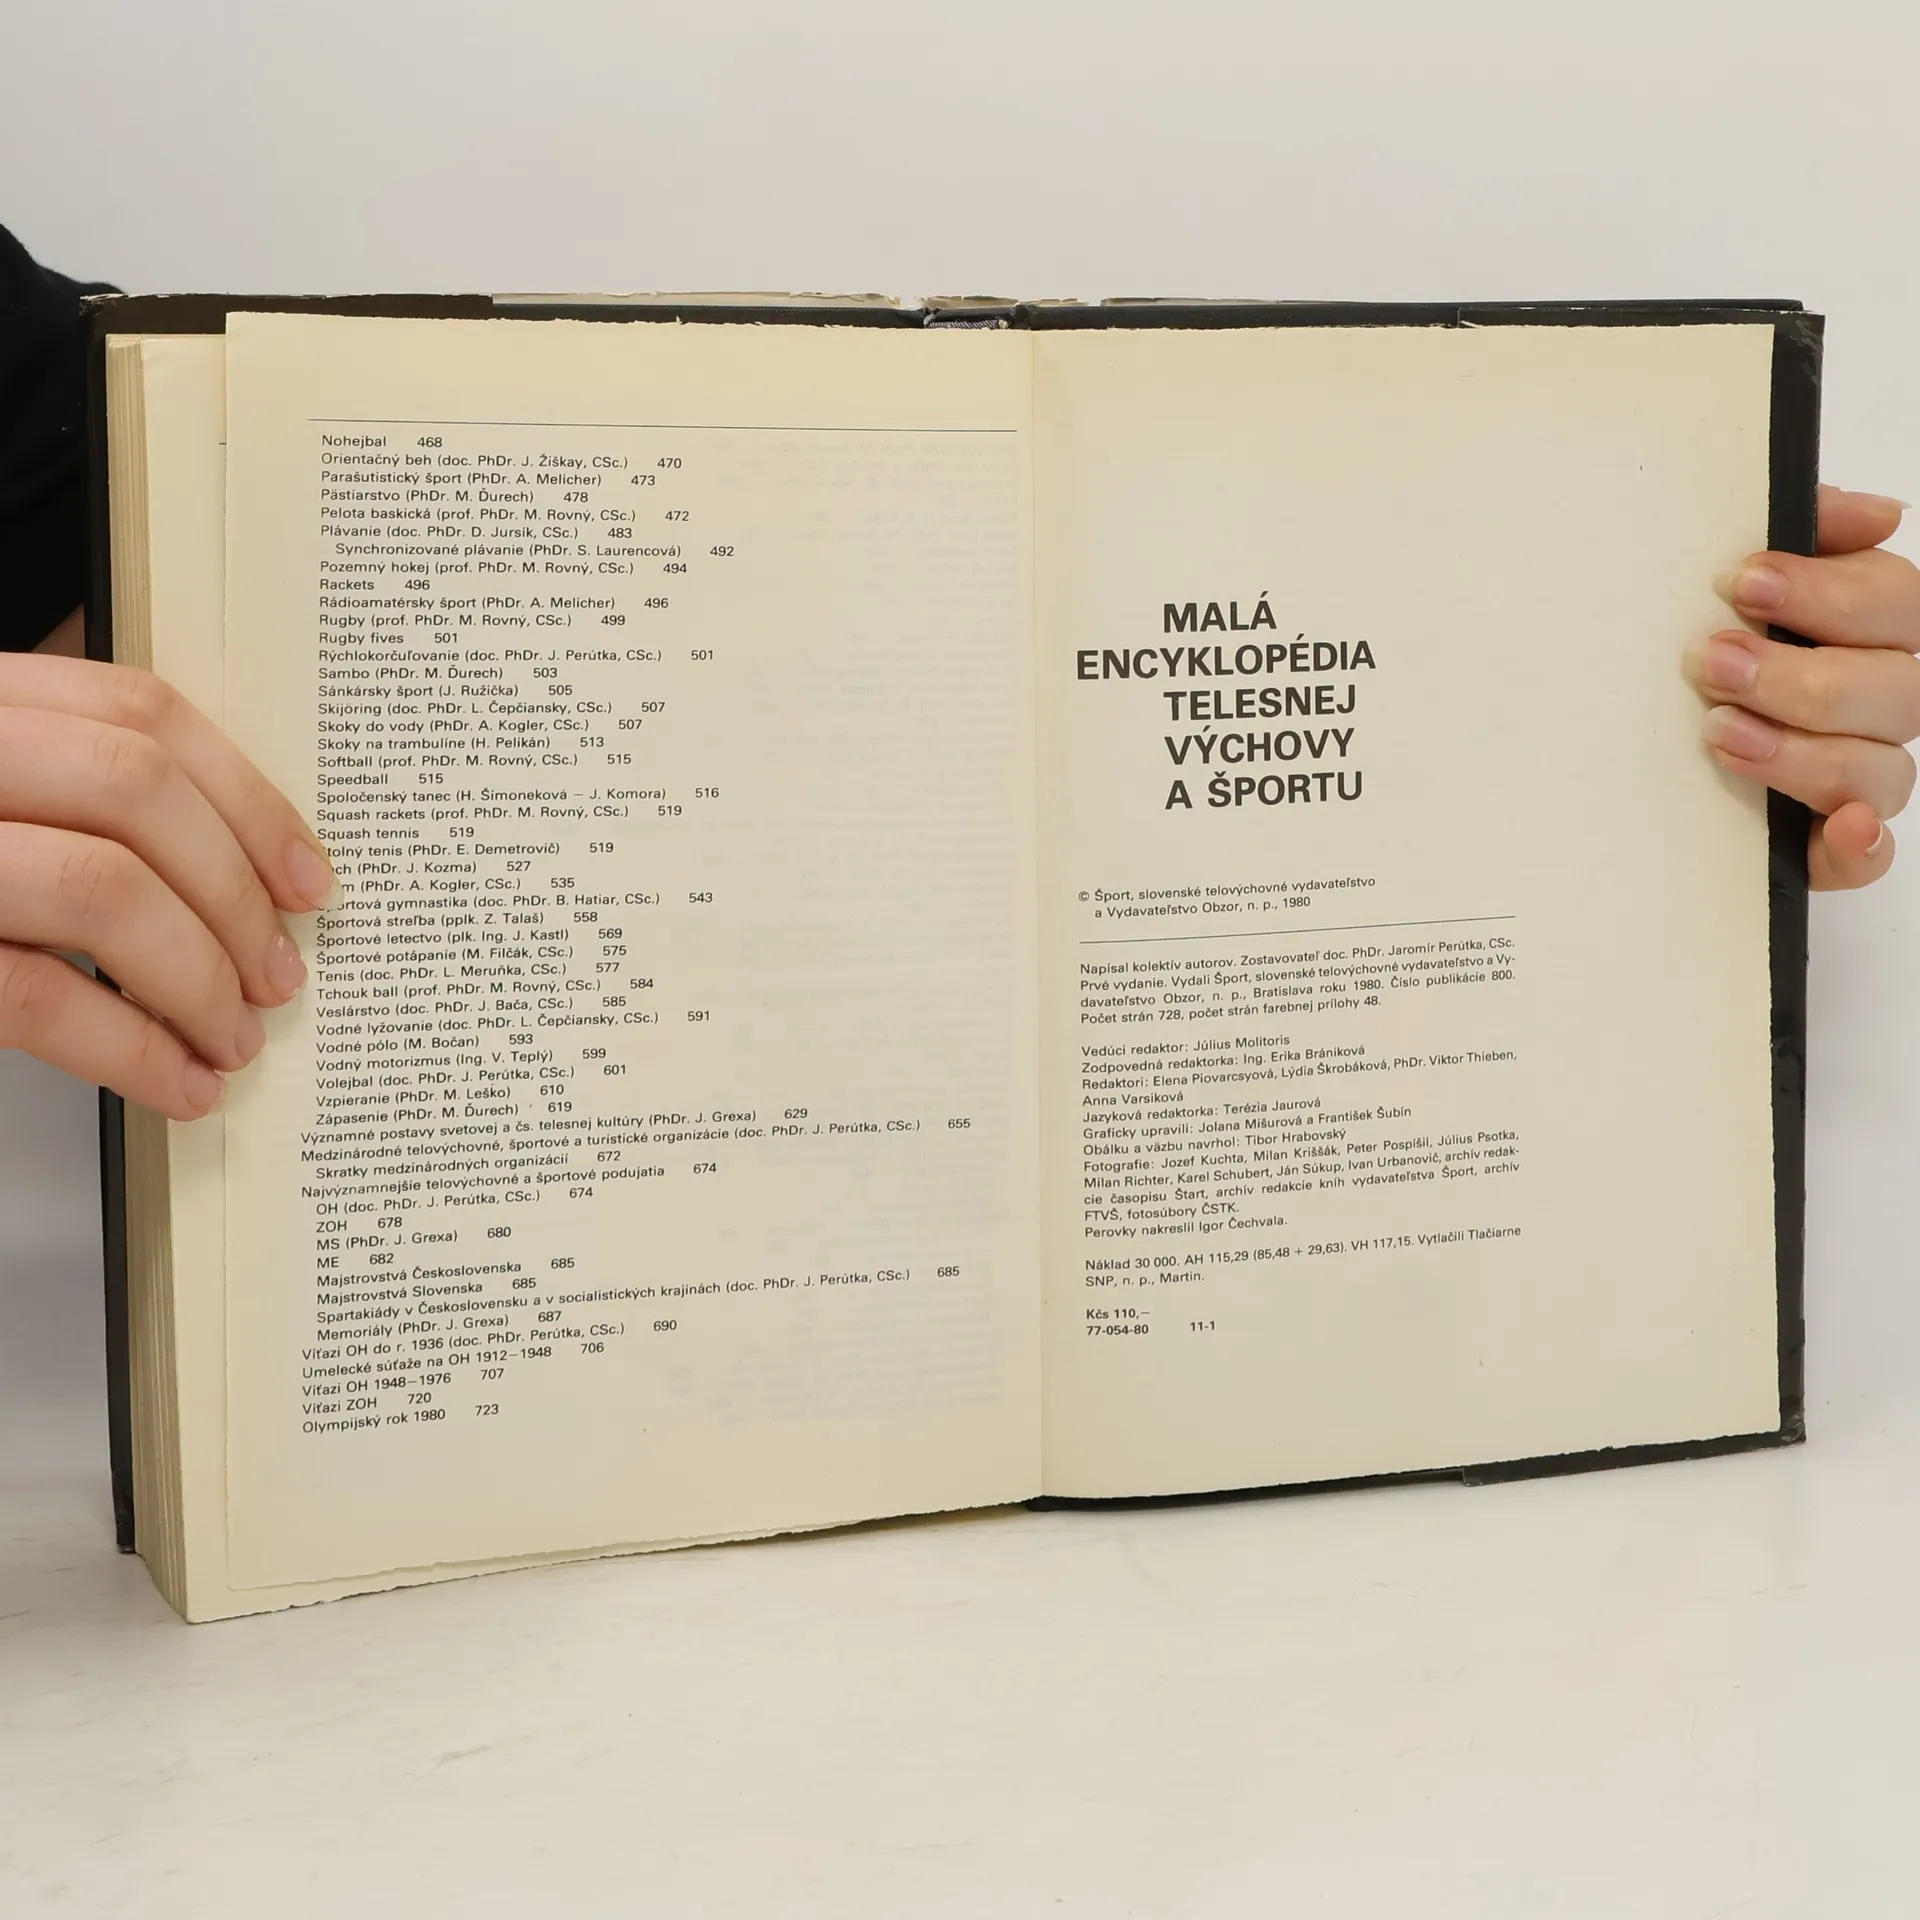 Nohejbal 468
Orientačný beh (doc. PhDr. J. Žiškay, CSc.) 470
Parašutistický šport (PhDr. A. Melicher) 473
Pästiarstvo (PhDr. M. Ďurech) 478
Pelota baskická (prof. PhDr. M. Rovný, CSc.) 472
Plávanie (doc. PhDr. D. Jursík, CSc.) 483
Synchronizované plávanie (PhDr. S. Laurencová) 492
Pozemný hokej (prof. PhDr. M. Rovný, CSc.) 494
Rackets 496
Rádioamatérsky šport (PhDr. A. Melicher) 496
Rugby (prof. PhDr. M. Rovný, CSc.) 499
Rugby fives 501
Rýchlokorčuľovanie (doc. PhDr. J. Perútka, CSc.) 501
Sambo (PhDr. M. Ďurech) 503
Sánkársky šport (J. Ružička) 505
Skijöring (doc. PhDr. L. Čepčiansky, CSc.) 507
Skoky do vody (PhDr. A. Kogler, CSc.) 507
Skoky na trambulíne (H. Pelikán) 513
Softball (prof. PhDr. M. Rovný, CSc.) 515
Speedball 515
Spoločenský tanec (H. Šimoneková – J. Komora) 516
Squash rackets (prof. PhDr. M. Rovný, CSc.) 519
Squash tennis 519
tolný tenis (PhDr. E. Demetrovič) 519
ch (PhDr. J. Kozma) 527
m (PhDr. A. Kogler, CSc.) 535
ortová gymnastika (doc. PhDr. B. Hatiar, CSc.) 543
Športová streľba (pplk. Z. Talaš) 558
Športové letectvo (plk. Ing. J. Kastl) 569
Športové potápanie (M. Filčák, CSc.) 575
Tenis (doc. PhDr. L. Meruňka, CSc.) 577
Tchouk ball (prof. PhDr. M. Rovný, CSc.) 584
Veslárstvo (doc. PhDr. J. Bača, CSc.) 585
Vodné lyžovanie (doc. PhDr. L. Čepčiansky, CSc.) 591
Vodné pólo (M. Bočan) 593
Vodný motorizmus (Ing. V. Teplý) 599
Volejbal (doc. PhDr. J. Perútka, CSc.) 601
Vzpieranie (PhDr. M. Leško) 610
Zápasenie (PhDr. M. Ďurech) 619
Významné postavy svetovej a čs. telesnej kultúry (PhDr. J. Grexa) 629
Medzinárodné telovýchovné, športové a turistické organizácie (doc. PhDr. J. Perútka, CSc.) 655
Skratky medzinárodných organizácií 672
Najvýznamnejšie telovýchovné a športové podujatia 674
OH (doc. PhDr. J. Perútka, CSc.) 674
ZOH 678
MS (PhDr. J. Grexa) 680
ME 682
Majstrovstvá Československa 685
Majstrovstvá Slovenska 685
Spartakiády v Československu a v socialistických krajinách (doc. PhDr. J. Perútka, CSc.) 685
Memoriály (PhDr. J. Grexa) 687
Víťazi OH do r. 1936 (doc. PhDr. Perútka, CSc.) 690
Umelecké súťaže na OH 1912–1948 706
Víťazi OH 1948–1976 707
Víťazi ZOH 720
Olympijský rok 1980 723
MALÁ
ENCYKLOPÉDIA
TELESNEJ
VÝCHOVY
A ŠPORTU
© Šport, slovenské telovýchovné vydavateľstvo
a Vydavateľstvo Obzor, n. p., 1980
Napísal kolektív autorov. Zostavovateľ doc. PhDr. Jaromír Perútka, CSc.
Prvé vydanie. Vydali Šport, slovenské telovýchovné vydavateľstvo a Vy-
davateľstvo Obzor, n. p., Bratislava roku 1980. Číslo publikácie 800.
Počet strán 728, počet strán farebnej prílohy 48.
Vedúci redaktor: Július Molitoris
Zodpovedná redaktorka: Ing. Erika Brániková
Redaktori: Elena Piovarcsyová, Lýdia Škrobáková, PhDr. Viktor Thieben,
Anna Varsiková
Jazyková redaktorka: Terézia Jaurová
Graficky upravili: Jolana Mišurová a František Šubín
Obálku a väzbu navrhol: Tibor Hrabovský
Fotografie: Jozef Kuchta, Milan Kriššák, Peter Pospíšil, Július Psotka,
Milan Richter, Karel Schubert, Ján Súkup, Ivan Urbanovič, archív redak-
cie časopisu Štart, archív redakcie kníh vydavateľstva Šport, archív
FTVŠ, fotosúbory ČSTK.
Perovky nakreslil Igor Čechvala.
Náklad 30 000. AH 115,29 (85,48 + 29,63). VH 117,15. Vytlačili Tlačiarne
SNP, n. p., Martin.
Kčs 110,—
77-054-80 11-1